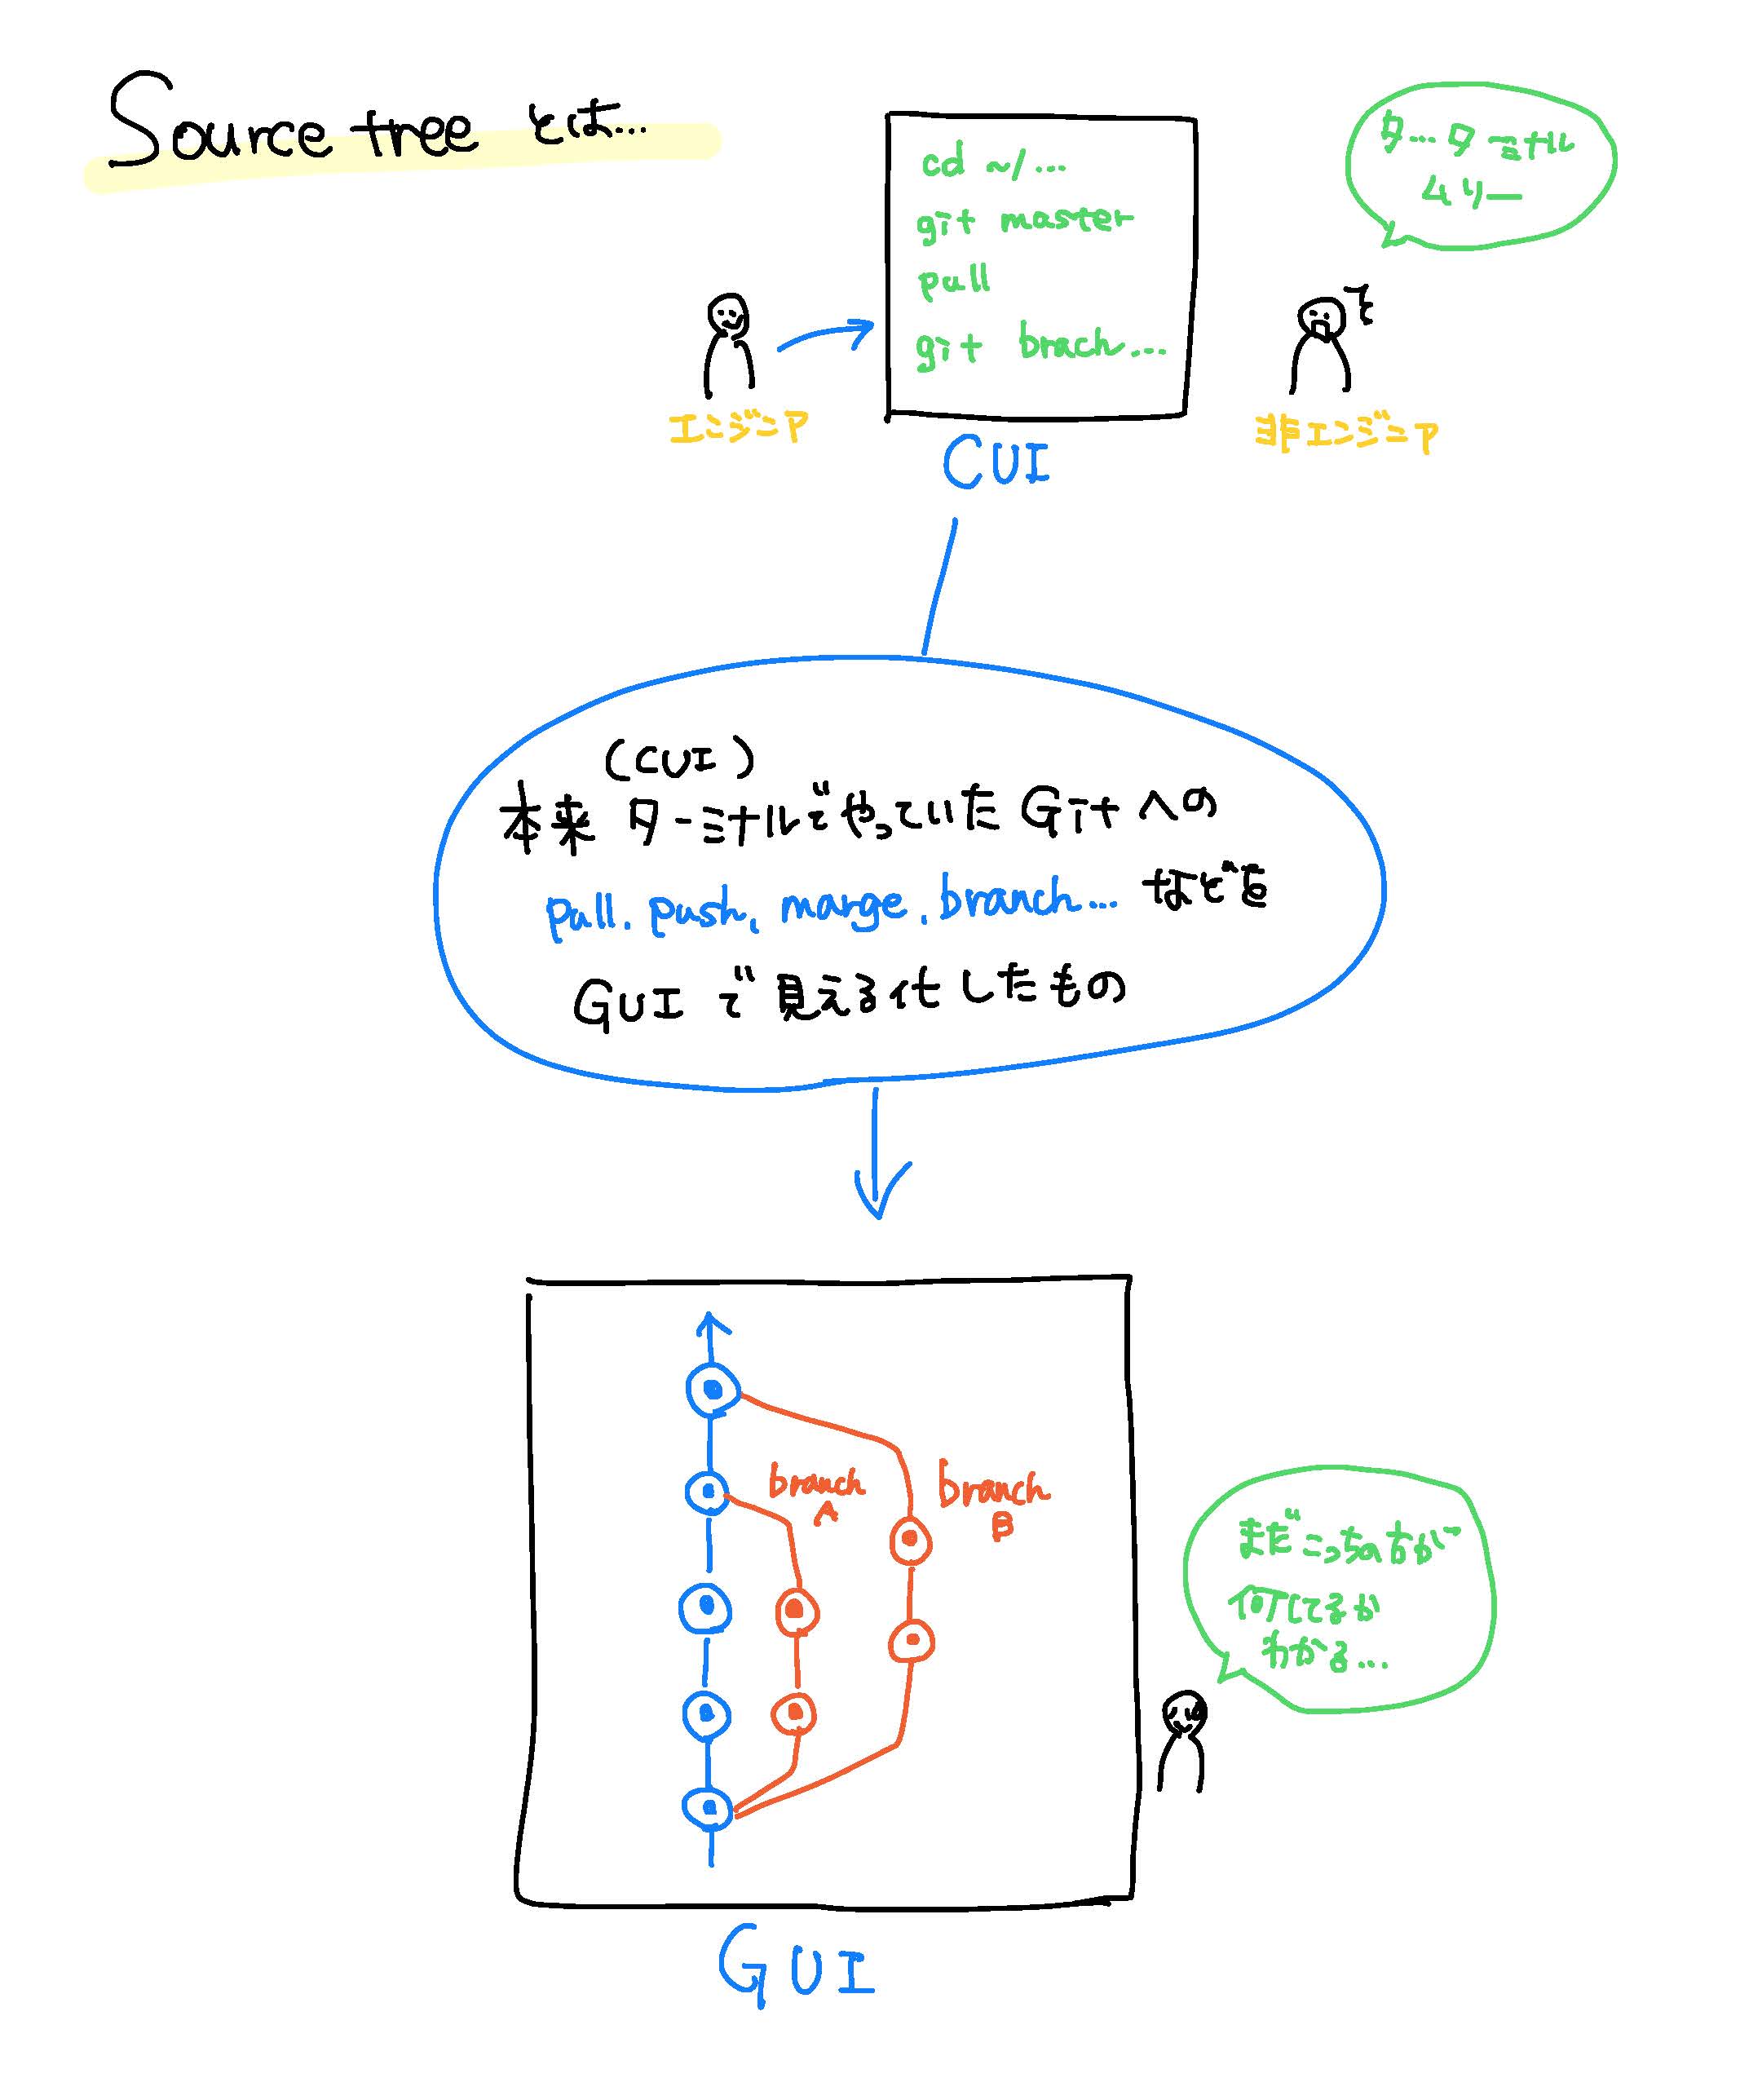 Source tree とは...
タ...タミナル
ムリー
cd ~/...
git master
pull
git brach...
エンジニア
非エンジニア
CUI
(CUI)
本来 ターミナルでやっていた Gitへの
pull, push, marge, branch... などを
GUI で 見える化したもの
branch
A
branch
B
まだこっちの方が
何してるか
わかる...
GUI